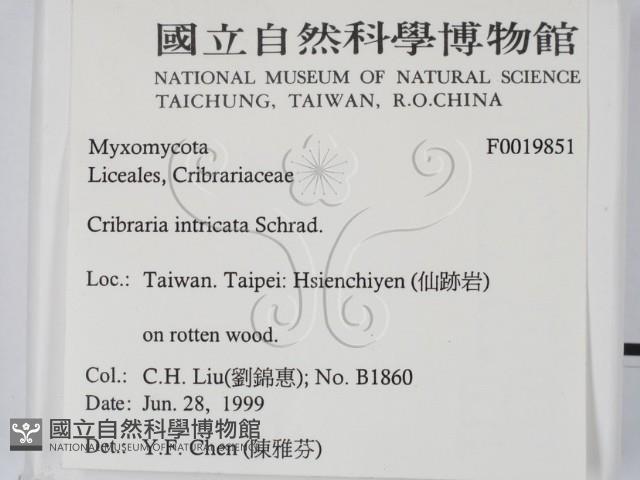 國立自然科學博物館
NATIONAL MUSEUM OF NATURAL SCIENCE
TAICHUNG, TAIWAN, R.O.CHINA
Myxomycota F0019851
Liceales, Cribrariaceae
Cribraria intricata Schrad.
Loc.: Taiwan. Taipei: Hsienchiyen (仙跡岩)
on rotten wood.
Col.: C.H. Liu(劉錦惠); No. B1860
Date: Jun. 28, 1999
國立自然科學博物館
NATIONAL MUSEUM OF NATURAL SCIENCE
Det.: Y.F. Chen (陳雅芬)